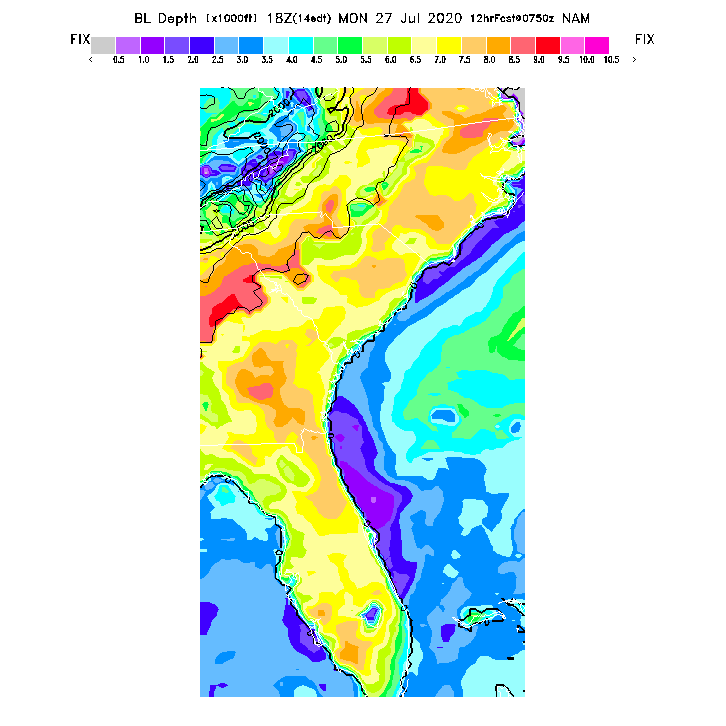 BL Depth [x1000ft] 18Z(14edt) MON 27 Jul 2020 12hrFcst@0750z NAM
FIX FIX
< 0.5 1.0 1.5 2.0 2.5 3.0 3.5 4.0 4.5 5.0 5.5 6.0 6.5 7.0 7.5 8.0 8.5 9.0 9.5 10.0 10.5 >